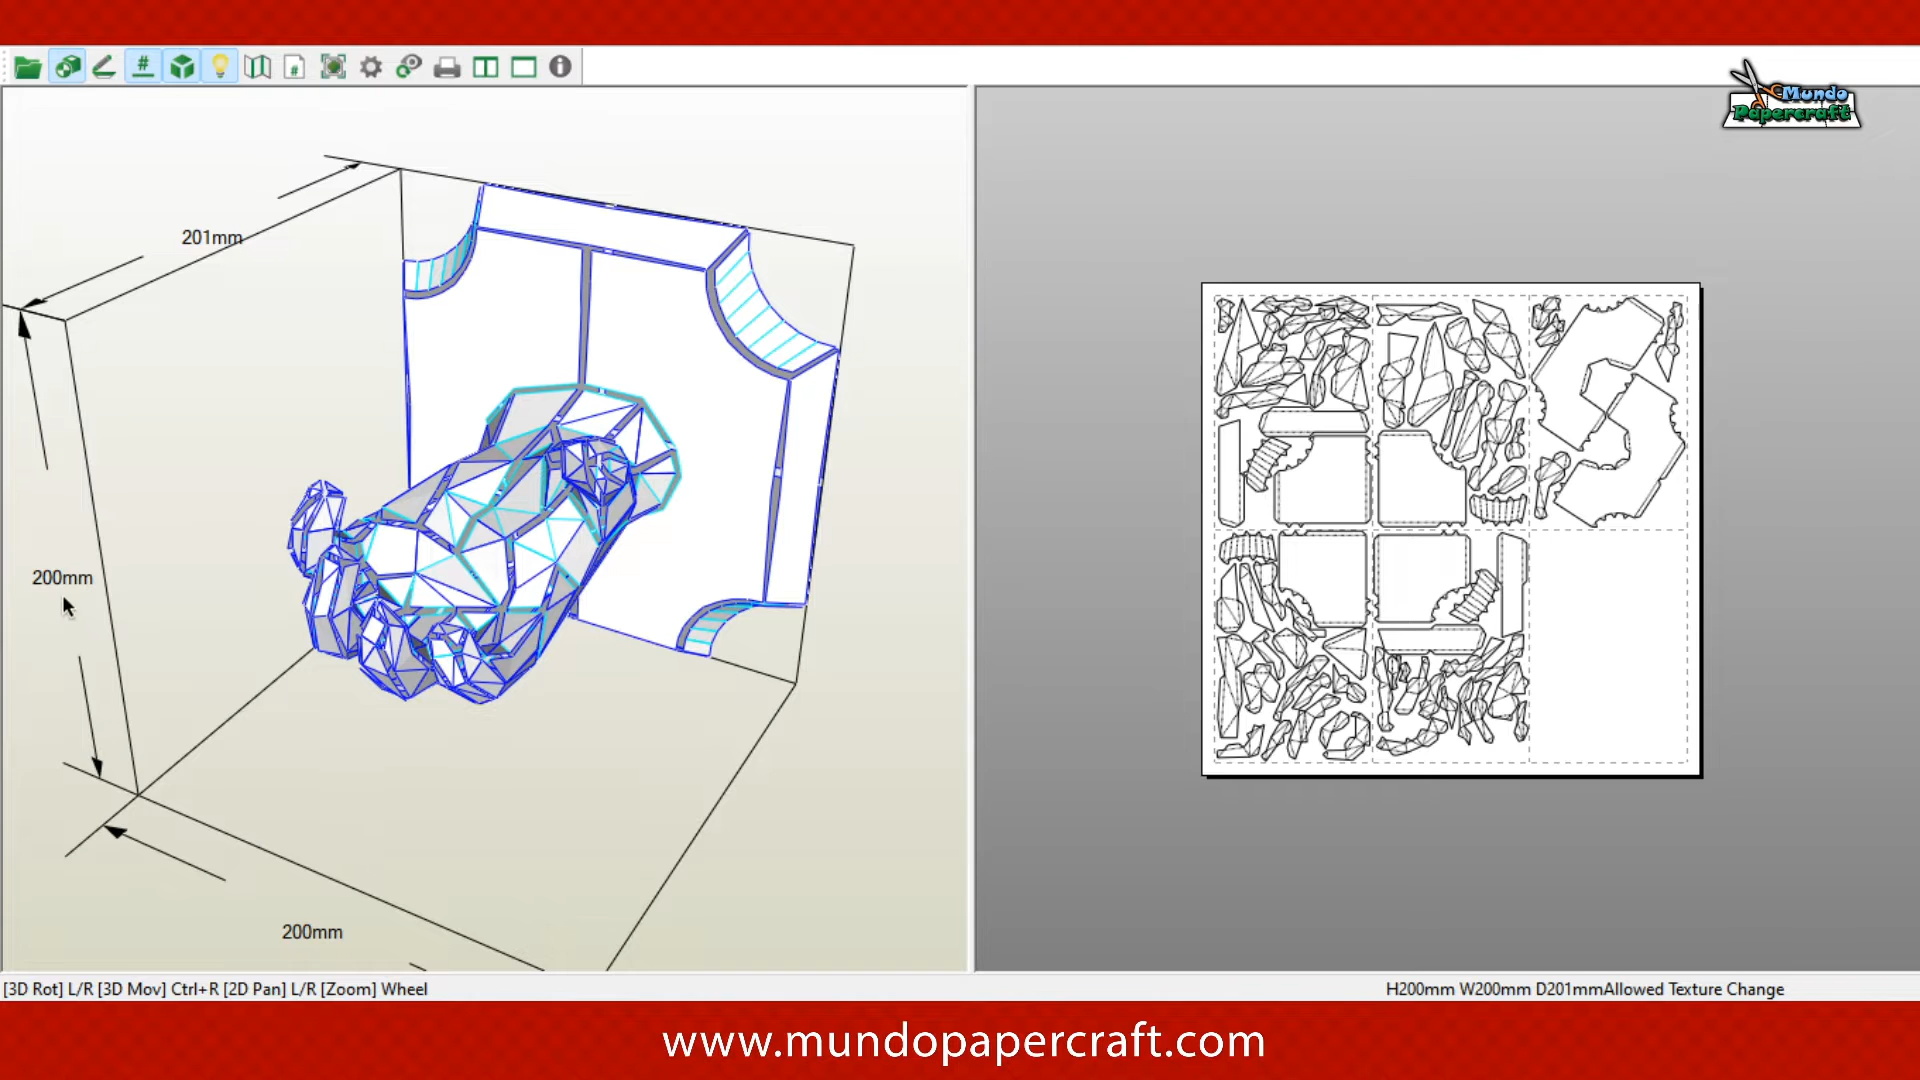 Mundo
Papercraft
201mm
200mm
200mm
[3D Rot] L/R [3D Mov] Ctrl+R [2D Pan] L/R [Zoom] Wheel
H200mm W200mm D201mmAllowed Texture Change
www.mundopapercraft.com